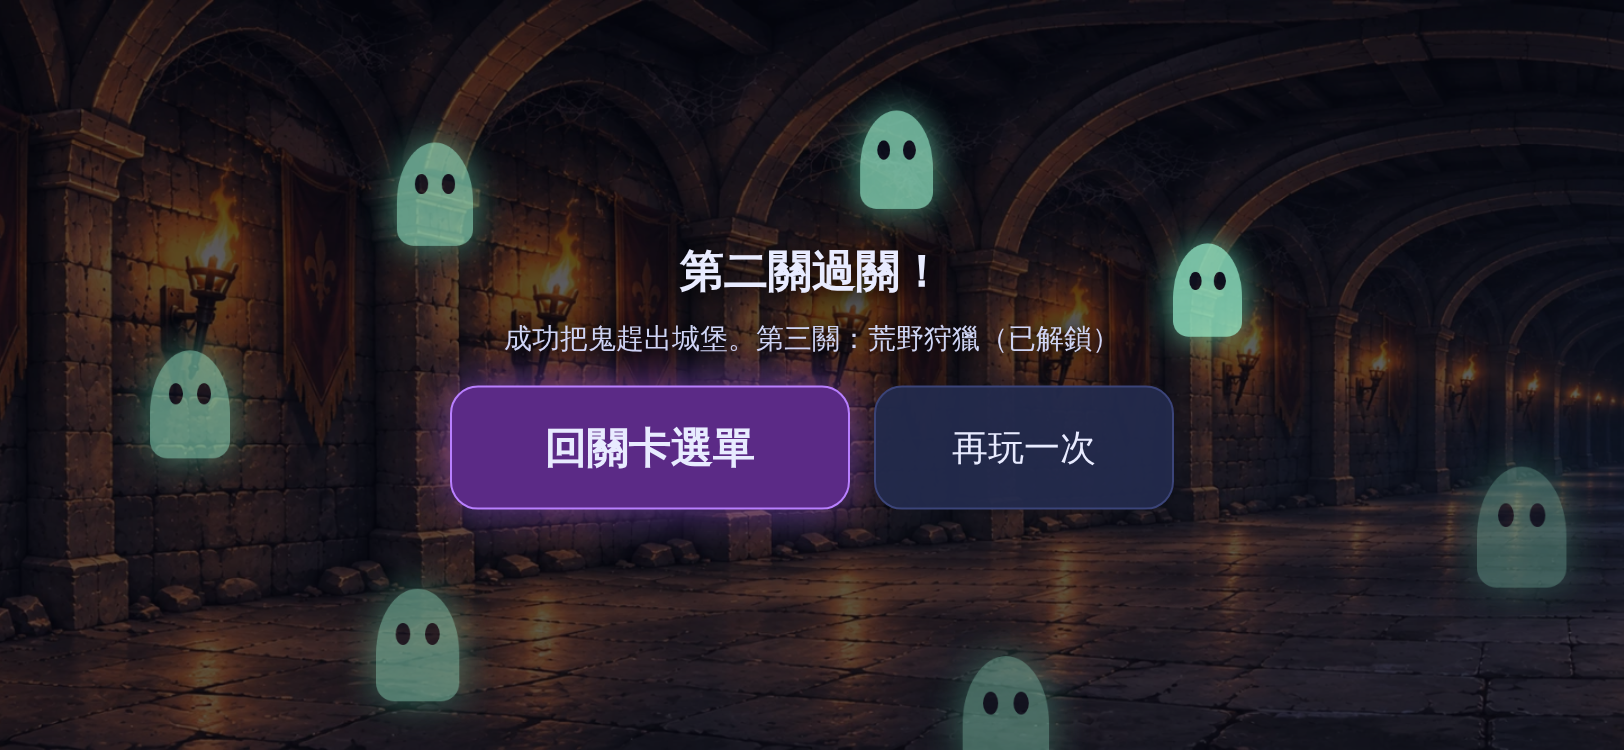 第二關過關！
成功把鬼趕出城堡。第三關：荒野狩獵（已解鎖）
回關卡選單
再玩一次